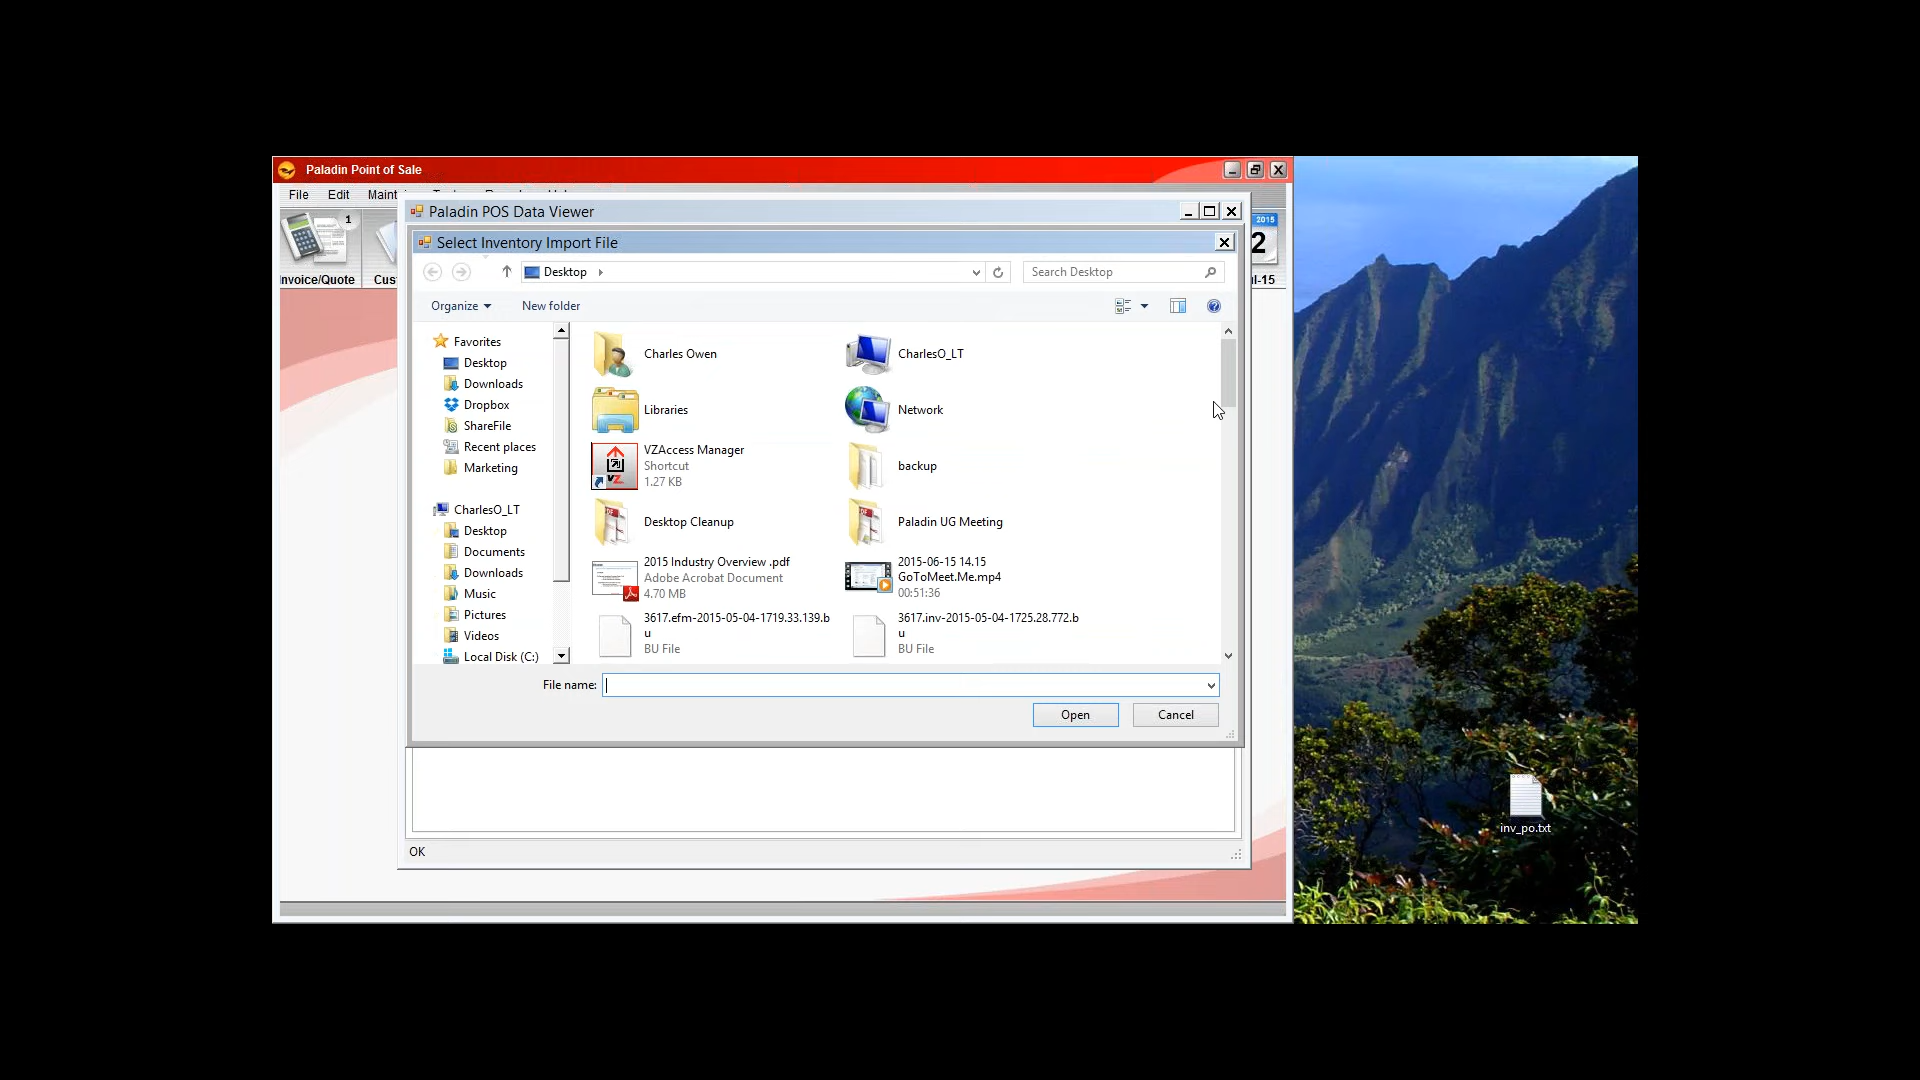 Paladin Point of Sale
File Edit
1
nvoice/Quote
Paladin POS Data Viewer
2015
2
Select Inventory Import File
Desktop
Search Desktop
Organize
New folder
Favorites
Desktop
Downloads
Dropbox
ShareFile
Recent places
Marketing
CharlesO_LT
Desktop
Documents
Downloads
Music
Pictures
Videos
Local Disk (C:)
Charles Owen
CharlesO_LT
Libraries
Network
VZAccess Manager
Shortcut
1.27 KB
backup
Desktop Cleanup
Paladin UG Meeting
2015 Industry Overview .pdf
Adobe Acrobat Document
4.70 MB
2015-06-15 14.15
GoToMeet.Me.mp4
00:51:36
3617.efm-2015-05-04-1719.33.139.b
u
BU File
3617.inv-2015-05-04-1725.28.772.b
u
BU File
File name:
Open
Cancel
OK
inv_po.txt